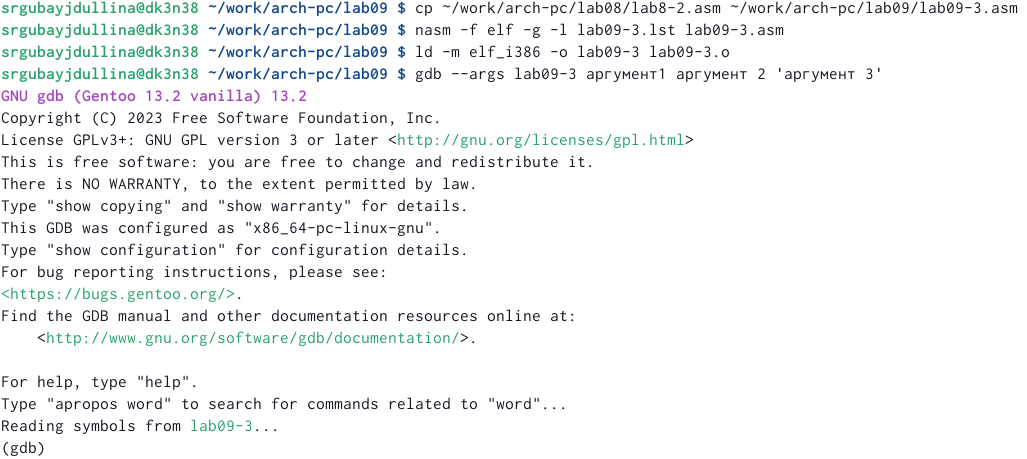 srgubayjdullina@dk3n38 ~/work/arch-pc/lab09 $ cp ~/work/arch-pc/lab08/lab8-2.asm ~/work/arch-pc/lab09/lab09-3.asm
srgubayjdullina@dk3n38 ~/work/arch-pc/lab09 $ nasm -f elf -g -l lab09-3.lst lab09-3.asm
srgubayjdullina@dk3n38 ~/work/arch-pc/lab09 $ ld -m elf_i386 -o lab09-3 lab09-3.o
srgubayjdullina@dk3n38 ~/work/arch-pc/lab09 $ gdb --args lab09-3 аргумент1 аргумент 2 'аргумент 3'
GNU gdb (Gentoo 13.2 vanilla) 13.2
Copyright (C) 2023 Free Software Foundation, Inc.
License GPLv3+: GNU GPL version 3 or later <http://gnu.org/licenses/gpl.html>
This is free software: you are free to change and redistribute it.
There is NO WARRANTY, to the extent permitted by law.
Type "show copying" and "show warranty" for details.
This GDB was configured as "x86_64-pc-linux-gnu".
Type "show configuration" for configuration details.
For bug reporting instructions, please see:
<https://bugs.gentoo.org/>.
Find the GDB manual and other documentation resources online at:
    <http://www.gnu.org/software/gdb/documentation/>.

For help, type "help".
Type "apropos word" to search for commands related to "word"...
Reading symbols from lab09-3...
(gdb)